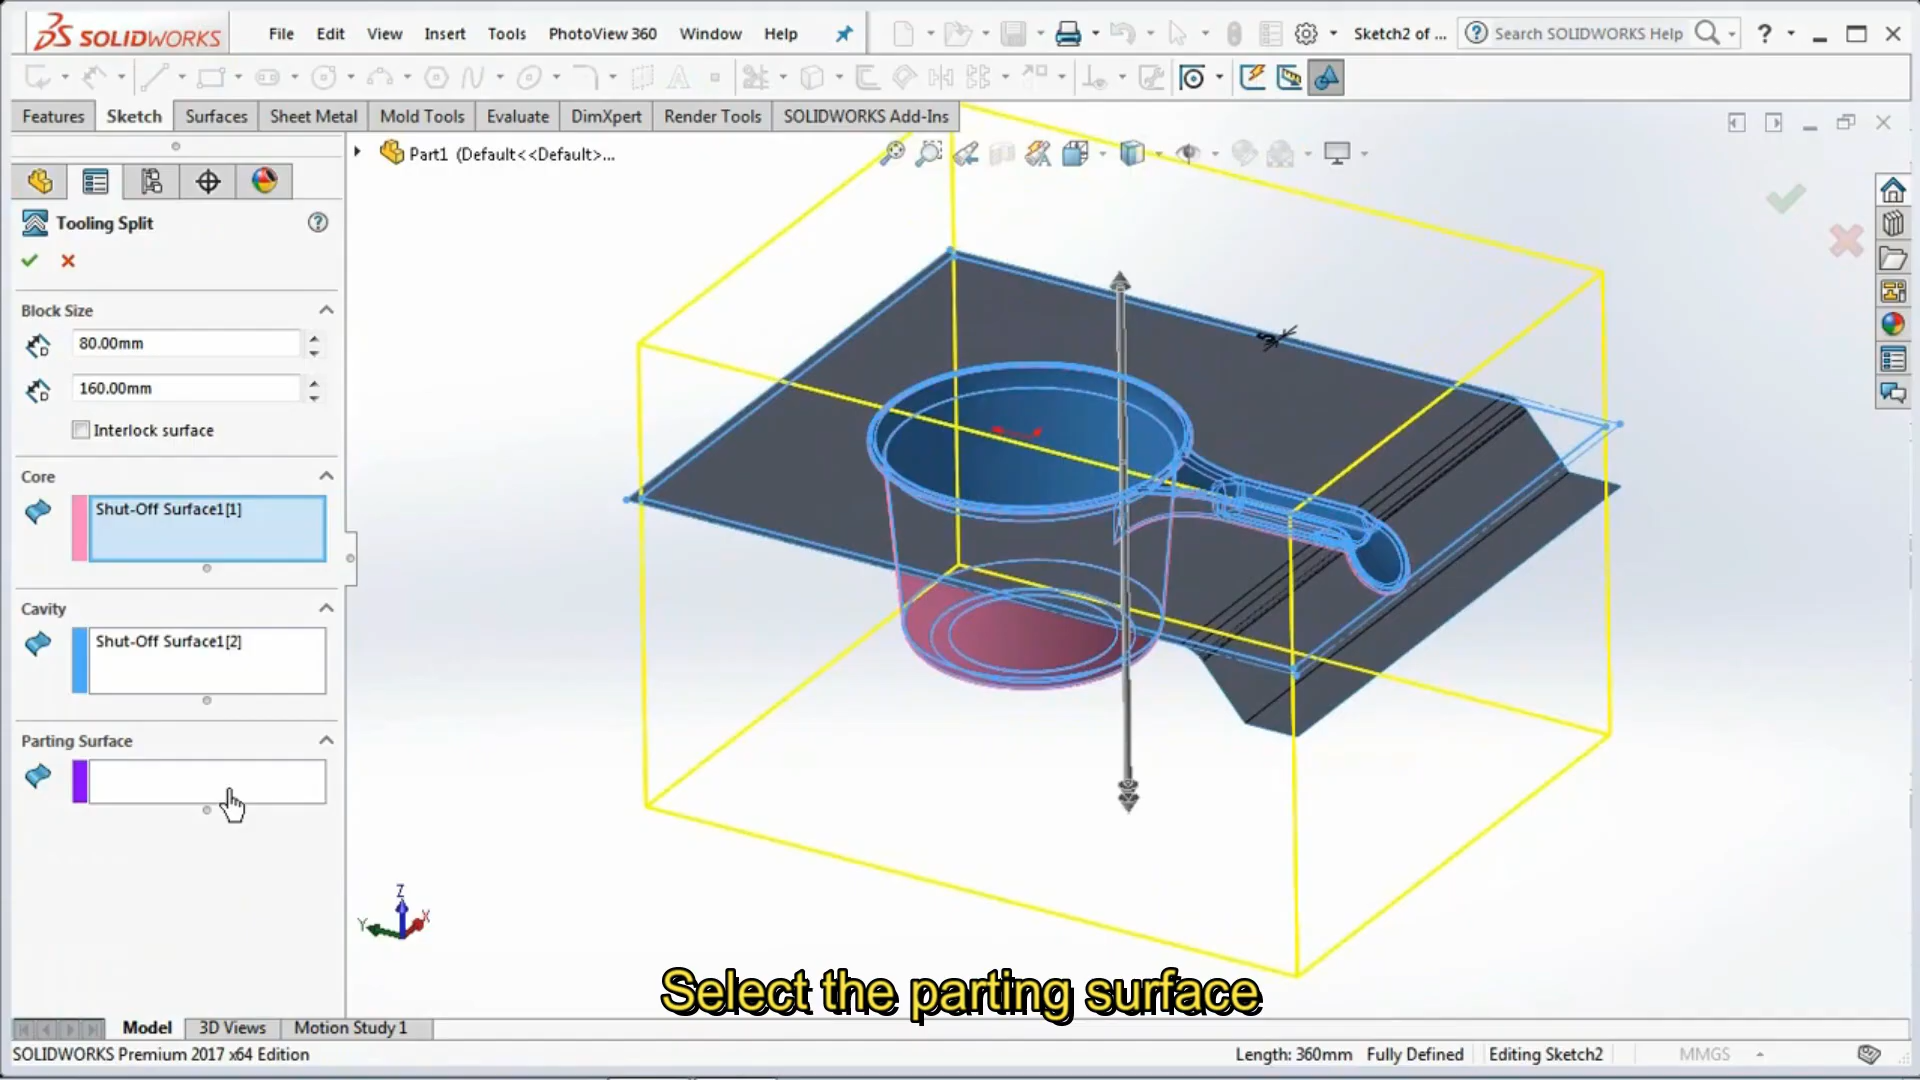 SOLIDWORKS
File Edit View Insert Tools PhotoView 360 Window Help
Sketch2 of ...
Search SOLIDWORKS Help
Features Sketch Surfaces Sheet Metal Mold Tools Evaluate DimXpert Render Tools SOLIDWORKS Add-Ins
Part1 (Default<<Default>...
Tooling Split
Block Size
80.00mm
160.00mm
Interlock surface
Core
Shut-Off Surface1[1]
Cavity
Shut-Off Surface1[2]
Parting Surface
Z
Y
X
Select the parting surface
Model 3D Views Motion Study 1
SOLIDWORKS Premium 2017 x64 Edition
Length: 360mm Fully Defined Editing Sketch2 MMGS